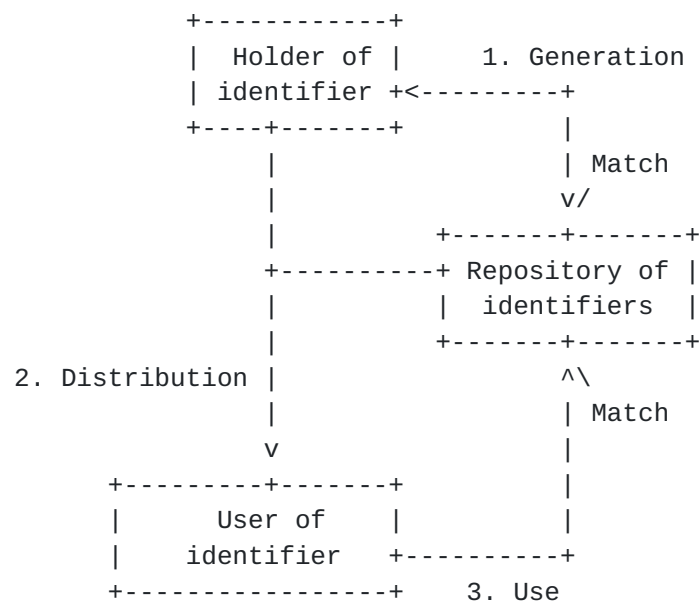 Holder of
1. Generation
identifier
Match
Repository of
identifiers
2. Distribution
Match
User of
identifier
3. Use